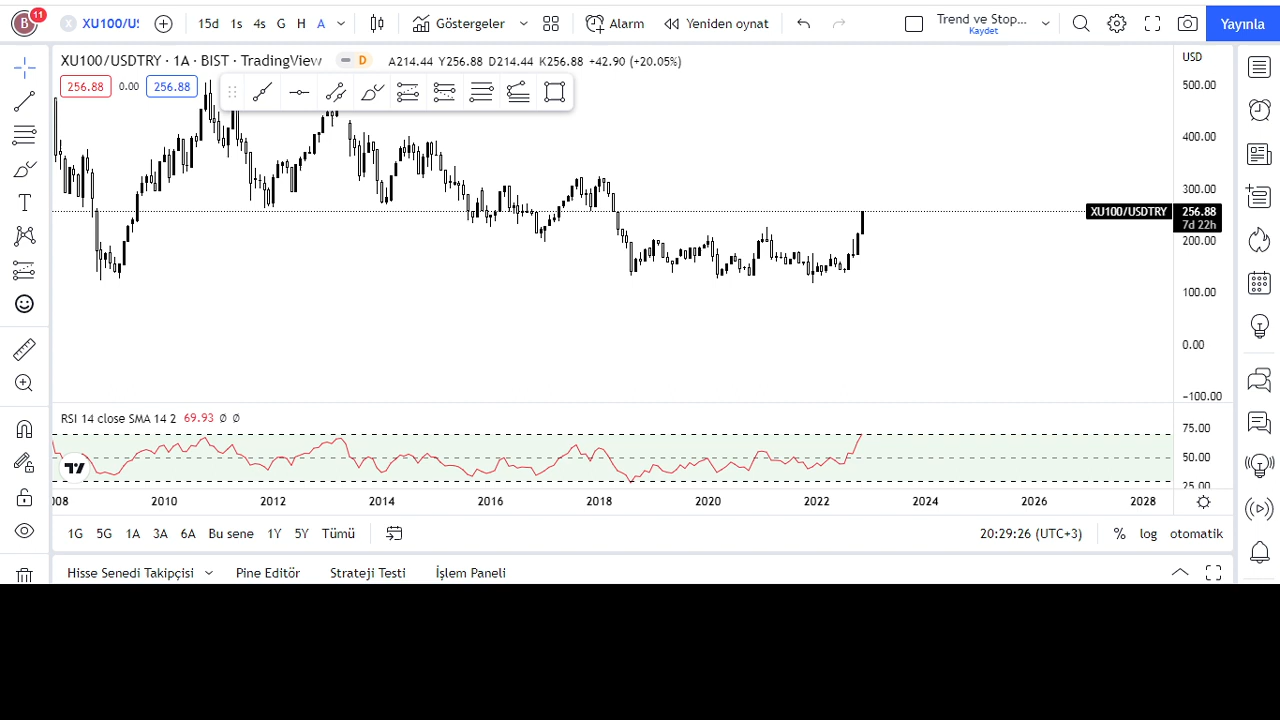 B 11 XU100/U 15d 1s 4s G H A Göstergeler Alarm Yeniden oynat Trend ve Stop... Kaydet Yayınla
XU100/USDTRY · 1A · BIST · TradingView D A214.44 Y256.88 D214.44 K256.88 +42.90 (+20.05%)
256.88 0.00 256.88
USD
500.00
400.00
300.00
XU100/USDTRY 256.88
7d 22h
200.00
100.00
0.00
−100.00
RSI 14 close SMA 14 2 69.93 Ø Ø
75.00
50.00
25.00
08 2010 2012 2014 2016 2018 2020 2022 2024 2026 2028
1G 5G 1A 3A 6A Bu sene 1Y 5Y Tümü 20:29:26 (UTC+3) % log otomatik
Hisse Senedi Takipçisi Pine Editör Strateji Testi İşlem Paneli